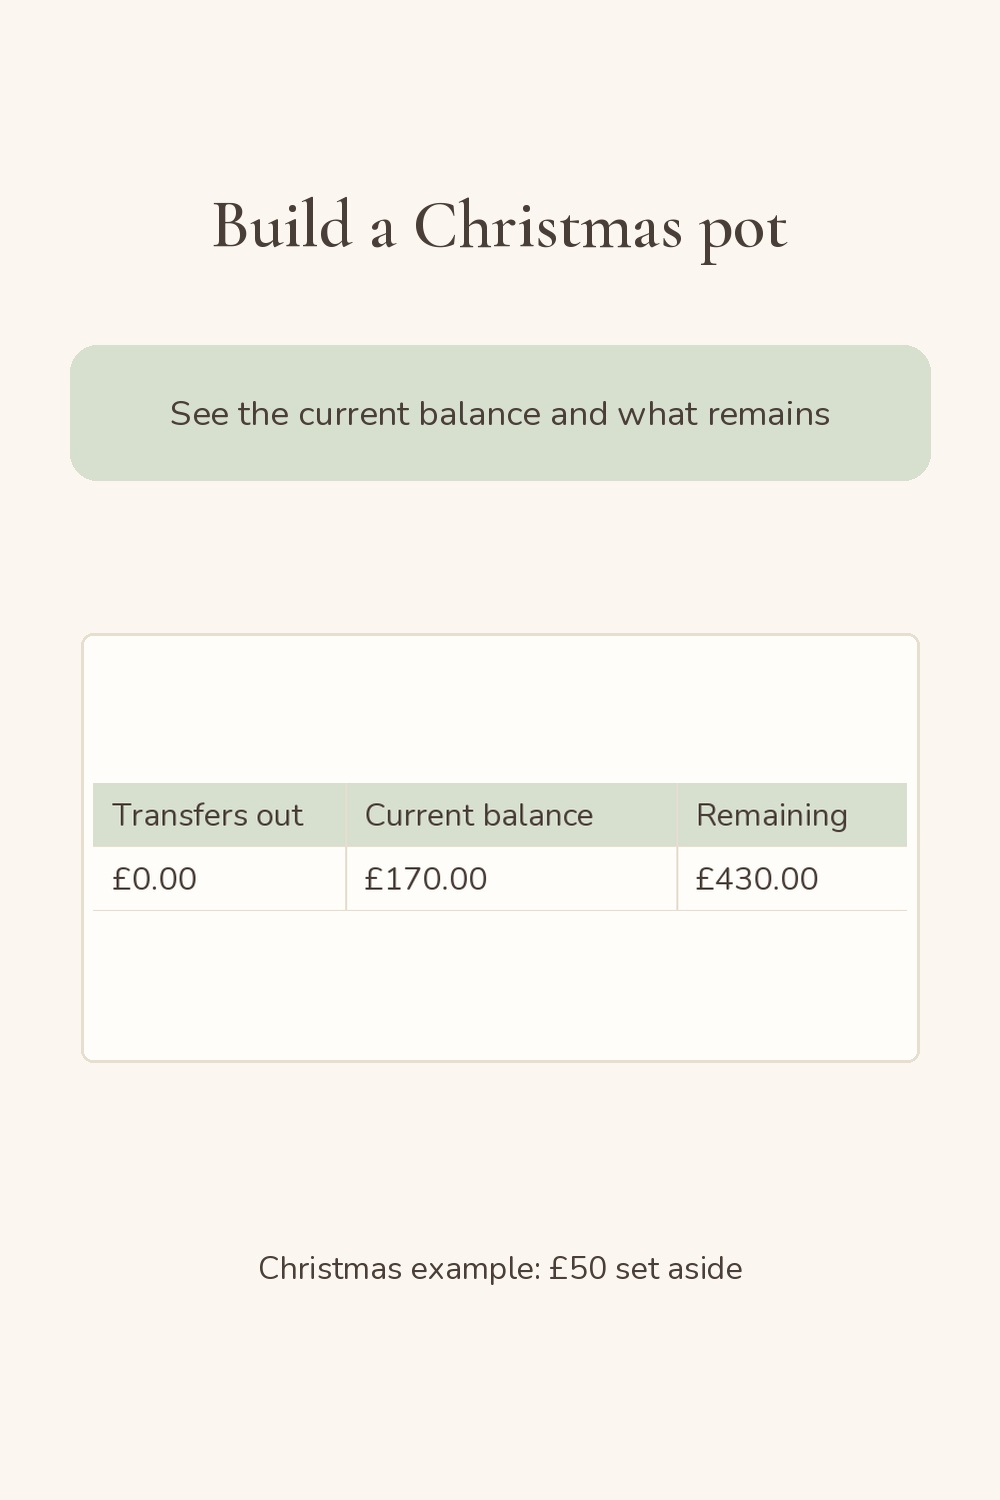 Build a Christmas pot
See the current balance and what remains
Transfers out Current balance Remaining
£0.00 £170.00 £430.00
Christmas example: £50 set aside